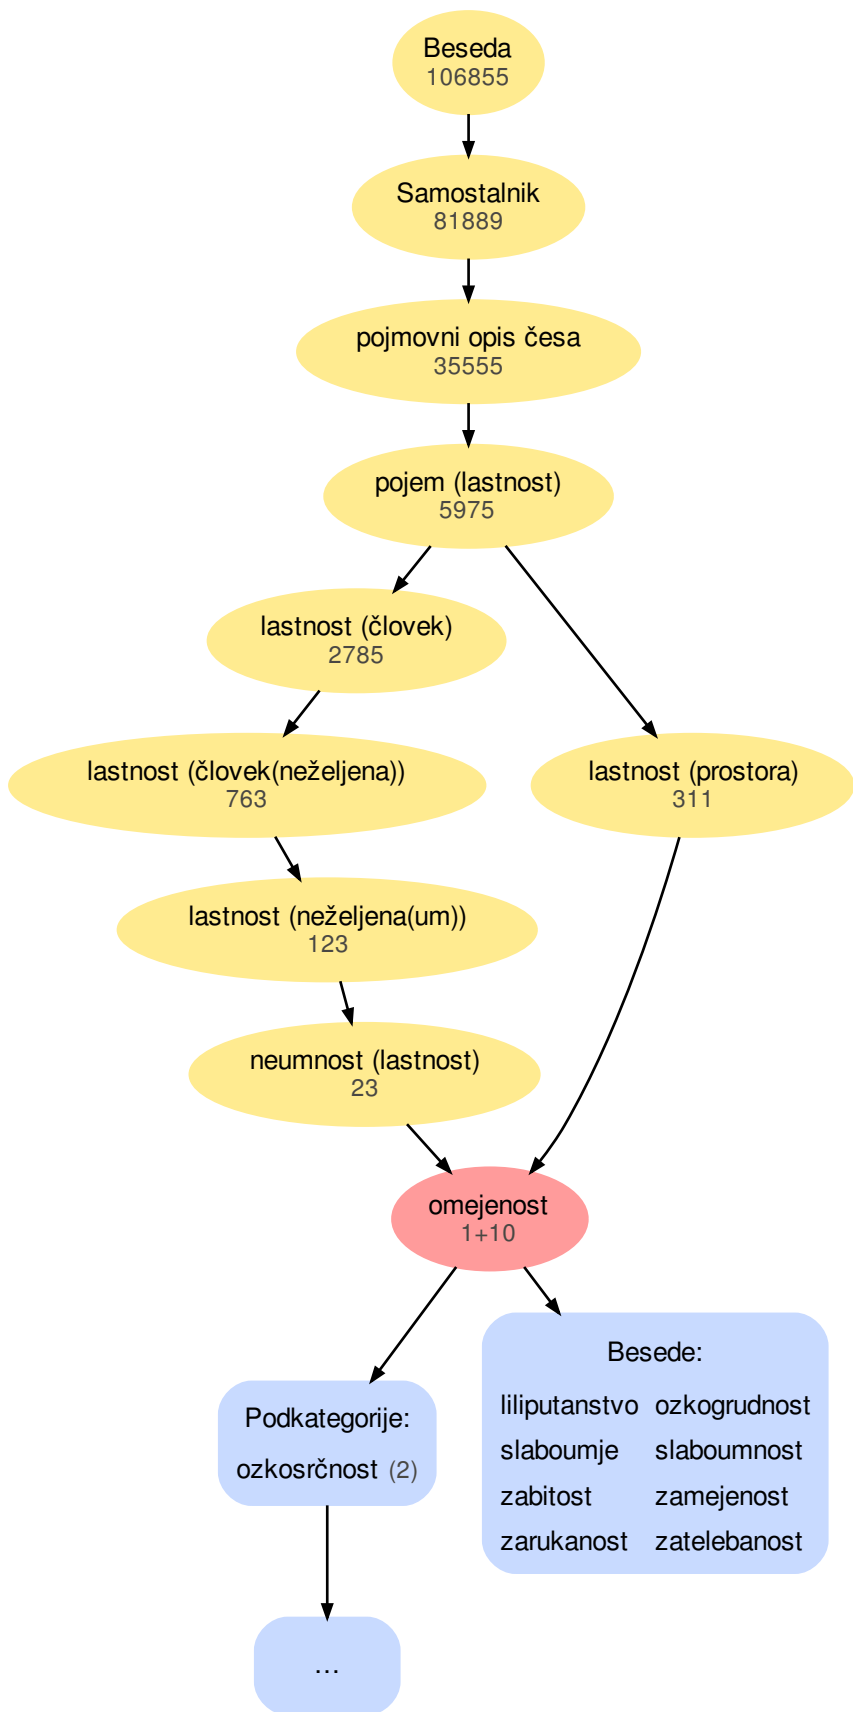 Beseda
106855
Samostalnik
81889
pojmovni opis česa
35555
pojem (lastnost)
5975
lastnost (človek)
2785
lastnost (človek(neželjena))
763
lastnost (prostora)
311
lastnost (neželjena(um))
123
neumnost (lastnost)
23
omejenost
1+10
Podkategorije:
ozkosrčnost (2)
Besede:
liliputanstvo ozkogrudnost
slaboumje slaboumnost
zabitost zamejenost
zarukanost zatelebanost
...